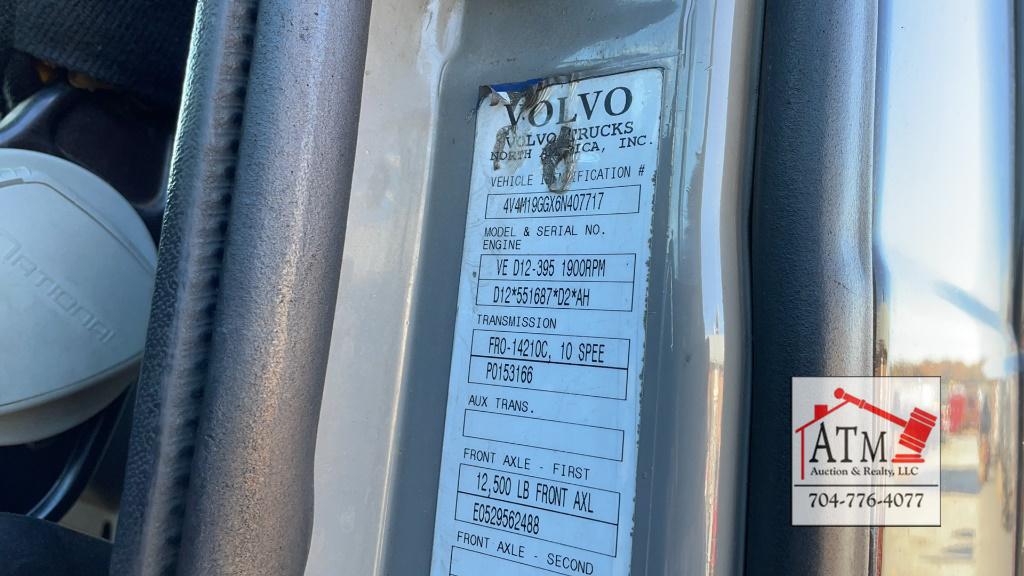 VOLVO
VOLVO TRUCKS
NORTH INC.
VEHICLE #
4V4M19GGX6N407717
MODEL & SERIAL NO.
ENGINE
VE D12-395 1900RPM
D12*551687*D2*AH
TRANSMISSION
FRO-14210C, 10 SPEE
P0153166
AUX TRANS.
FRONT AXLE - FIRST
12,500 LB FRONT AXL
E0529562488
FRONT AXLE - SECOND
NATIONAL
ATM
Auction & Realty, LLC
704-776-4077